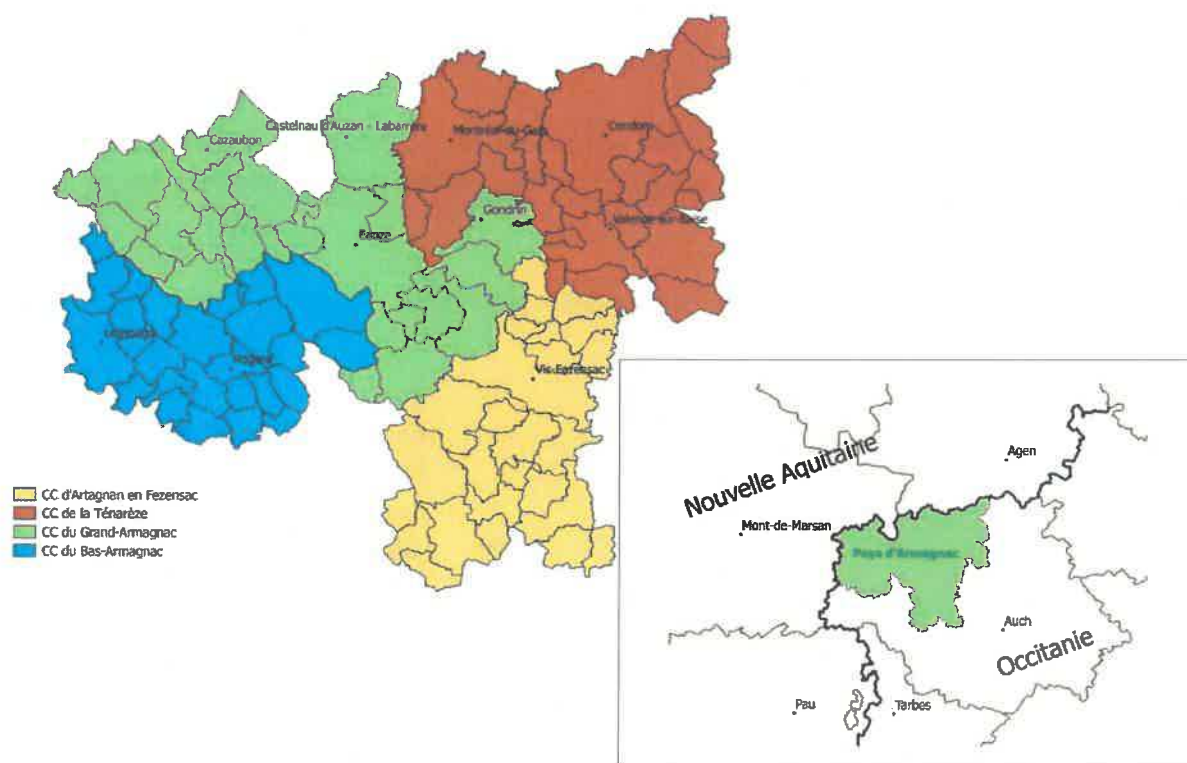 Castelnau d'Auzan - Labarrère
Montréal-du-Gers
Condom
Cazaubon
Gondrin
Valence-sur-Baïse
Eauze
Nogaro
Vic-Fezensac
CC d'Artagnan en Fezensac
CC de la Ténarèze
CC du Grand-Armagnac
CC du Bas-Armagnac
Nouvelle Aquitaine
Agen
Mont-de-Marsan
Pays d'Armagnac
Auch
Occitanie
Pau
Tarbes